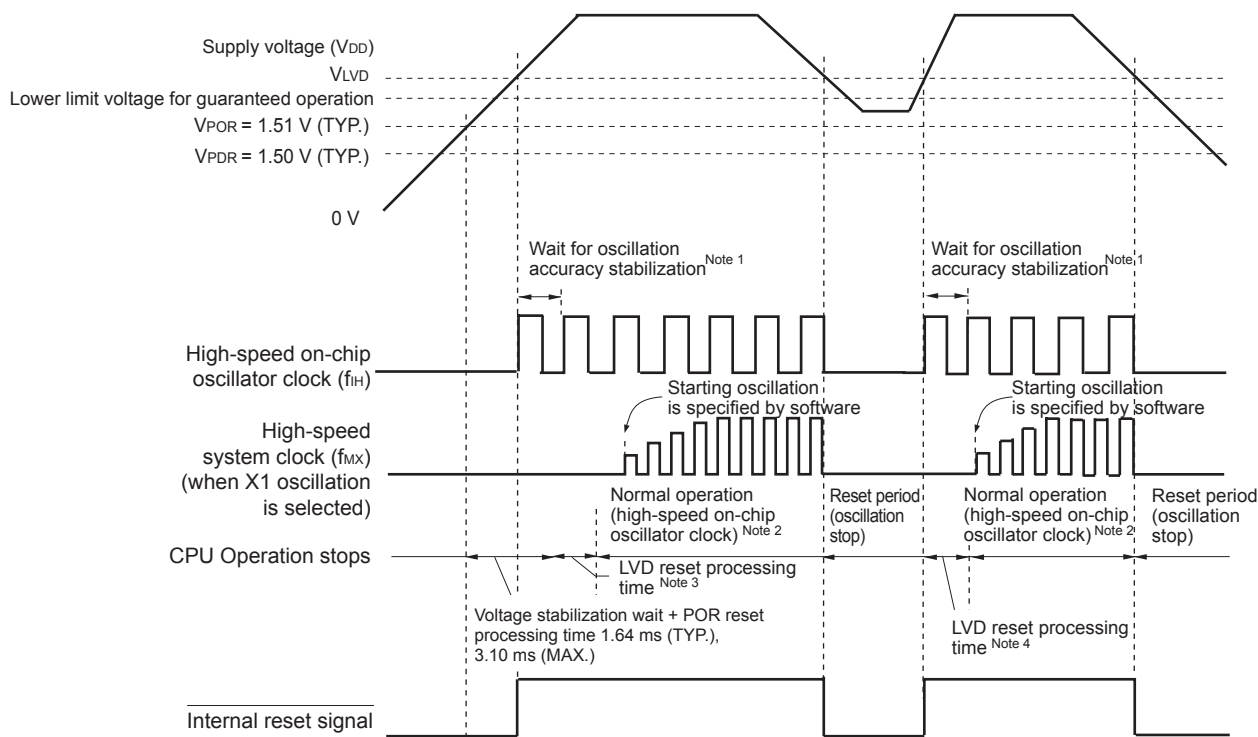 Supply voltage (VDD)
VLVD
Lower limit voltage for guaranteed operation
VPOR = 1.51 V (TYP.)
VPDR = 1.50 V (TYP.)
0 V
Wait for oscillation
accuracy stabilization Note 1
Wait for oscillation
accuracy stabilization Note 1
High-speed on-chip
oscillator clock (fIH)
Starting oscillation
is specified by software
Starting oscillation
is specified by software
High-speed
system clock (fMX)
(when X1 oscillation
is selected)
Normal operation
(high-speed on-chip
oscillator clock) Note 2
Reset period
(oscillation
stop)
Normal operation
(high-speed on-chip
oscillator clock) Note 2
Reset period
(oscillation
stop)
CPU Operation stops
LVD reset processing
time Note 3
Voltage stabilization wait + POR reset
processing time 1.64 ms (TYP.),
3.10 ms (MAX.)
LVD reset processing
time Note 4
Internal reset signal